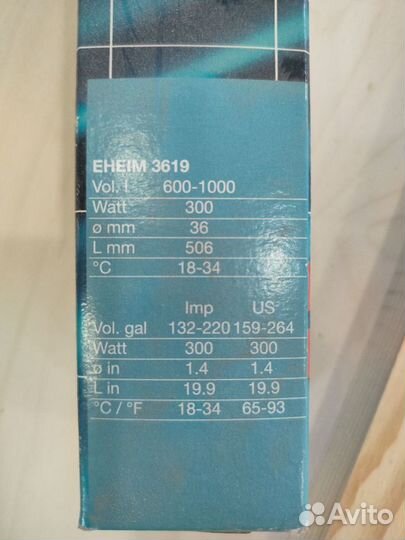 EHEIM 3619
Vol. l 600-1000
Watt 300
ø mm 36
L mm 506
°C 18-34
Imp US
Vol. gal 132-220 159-264
Watt 300 300
ø in 1.4 1.4
L in 19.9 19.9
°C / °F 18-34 65-93
Avito